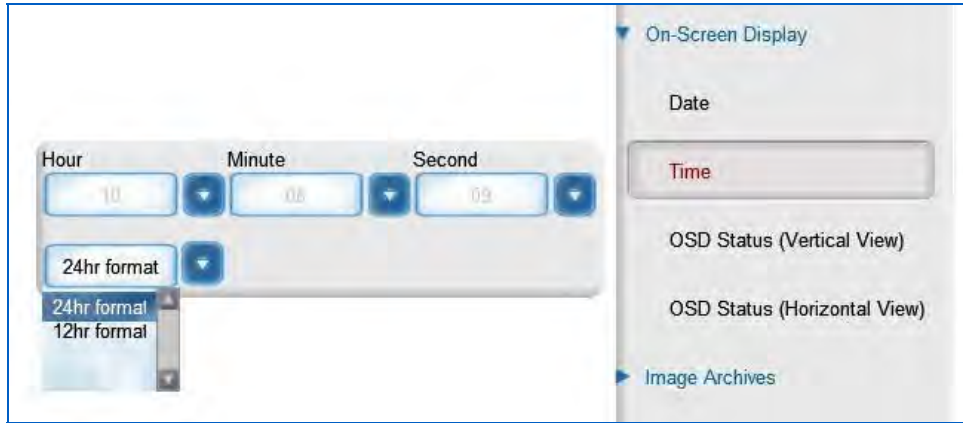 Hour
Minute
Second
10
09
24hr format
24hr format
12hr format
On-Screen Display
Date
Time
OSD Status (Vertical View)
OSD Status (Horizontal View)
Image Archives